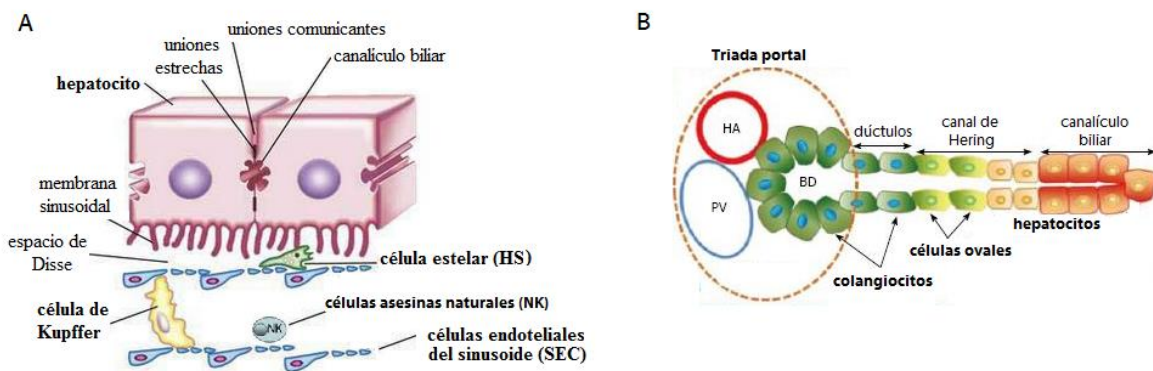 A
uniones comunicantes
uniones
estrechas
canalículo biliar
hepatocito
membrana
sinusoidal
espacio de
Disse
célula estelar (HS)
células asesinas naturales (NK)
NK
célula de
Kupffer
células endoteliales
del sinusoide (SEC)
B
Triada portal
HA
PV
BD
dúctulos
canal de
Hering
canalículo
biliar
hepatocitos
células ovales
colangiocitos